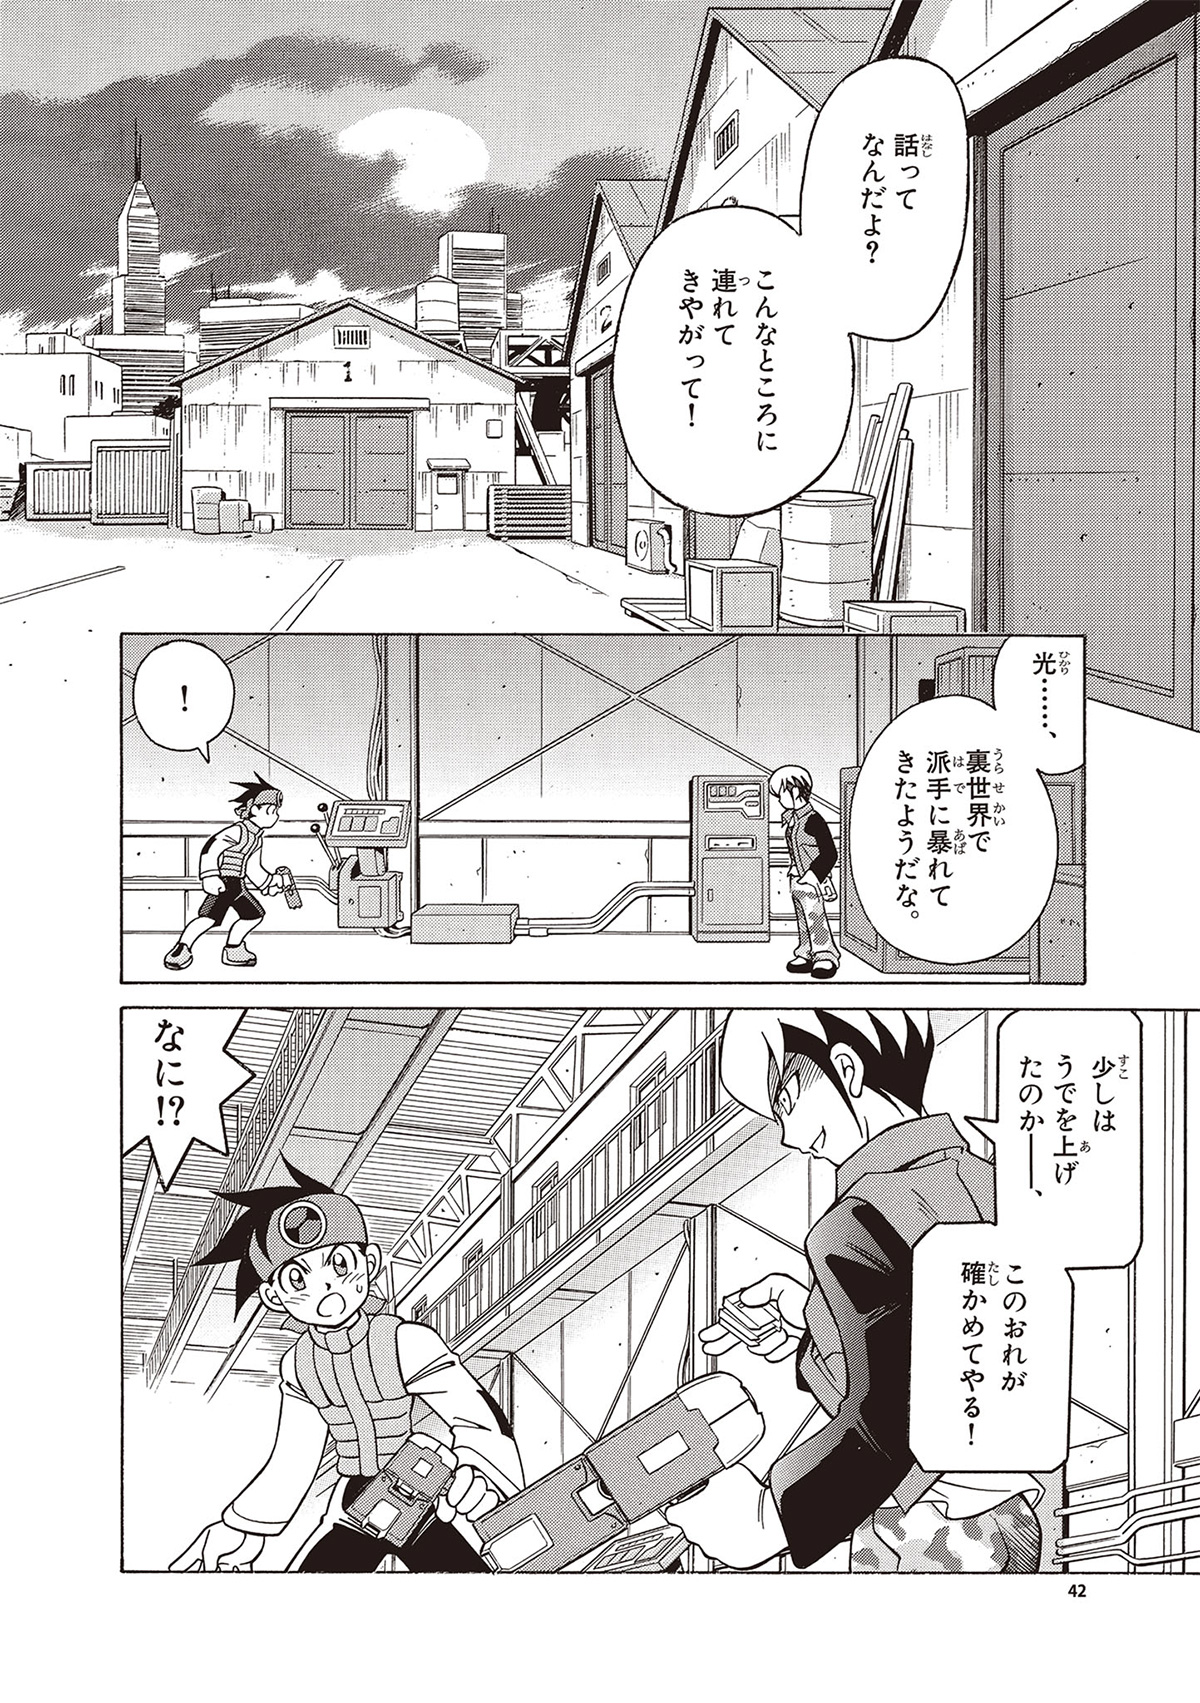 話って
なんだよ?
こんなところに
連れて
きやがって!
1
2
光……、
裏世界で
派手に暴れて
きたようだな。
!
少しは
うでを上げ
たのか──、
このおれが
確かめてやる!
なに!?
42